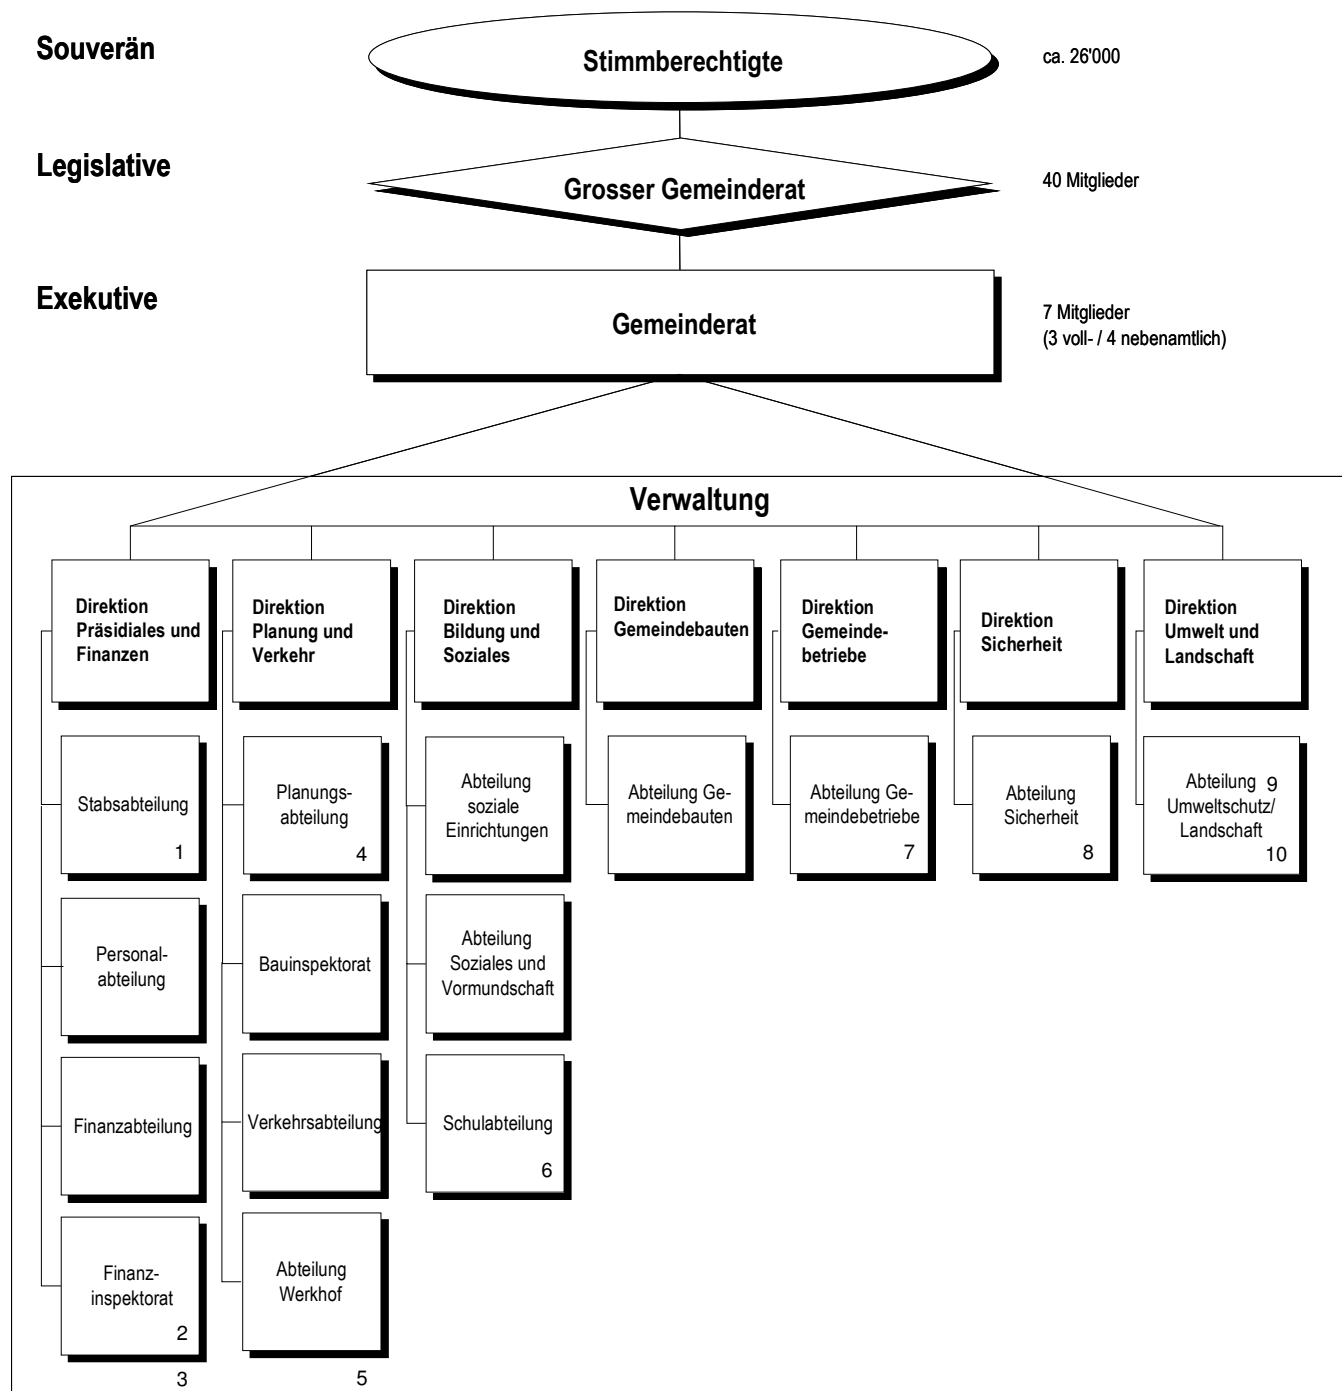 Souverän
Stimmberechtigte
ca. 26'000
Legislative
Grosser Gemeinderat
40 Mitglieder
Exekutive
Gemeinderat
7 Mitglieder
(3 voll- / 4 nebenamtlich)
Verwaltung
Direktion
Präsidiales und
Finanzen
Direktion
Planung und
Verkehr
Direktion
Bildung und
Soziales
Direktion
Gemeindebauten
Direktion
Gemeinde-
betriebe
Direktion
Sicherheit
Direktion
Umwelt und
Landschaft
Stabsabteilung
1
Planungs-
abteilung
4
Abteilung
soziale
Einrichtungen
Abteilung Ge-
meindebauten
Abteilung Ge-
meindebetriebe
7
Abteilung
Sicherheit
8
Abteilung 9
Umweltschutz/
Landschaft
10
Personal-
abteilung
Bauinspektorat
Abteilung
Soziales und
Vormundschaft
Finanzabteilung
Verkehrsabteilung
Schulabteilung
6
Finanz-
inspektorat
2
3
Abteilung
Werkhof
5